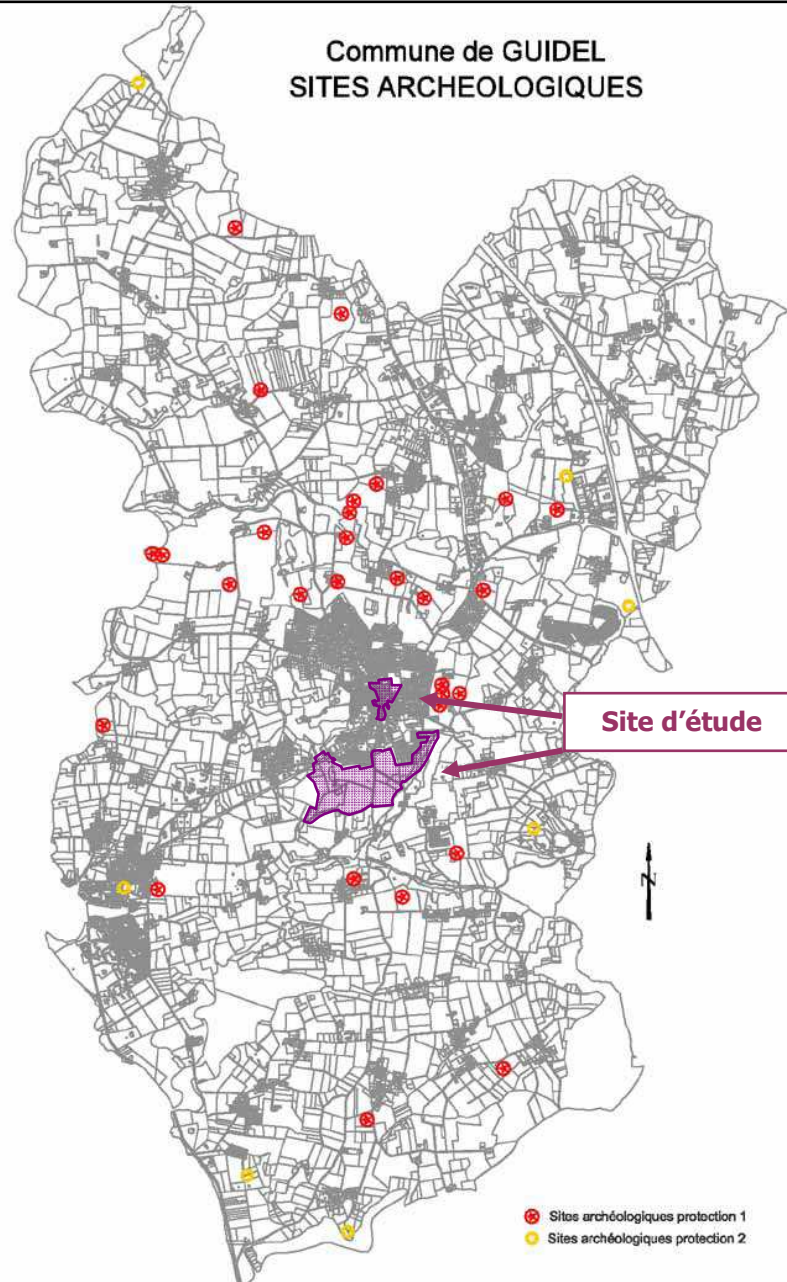 Commune de GUIDEL
SITES ARCHEOLOGIQUES
Site d'étude
N
Sites archéologiques protection 1
Sites archéologiques protection 2